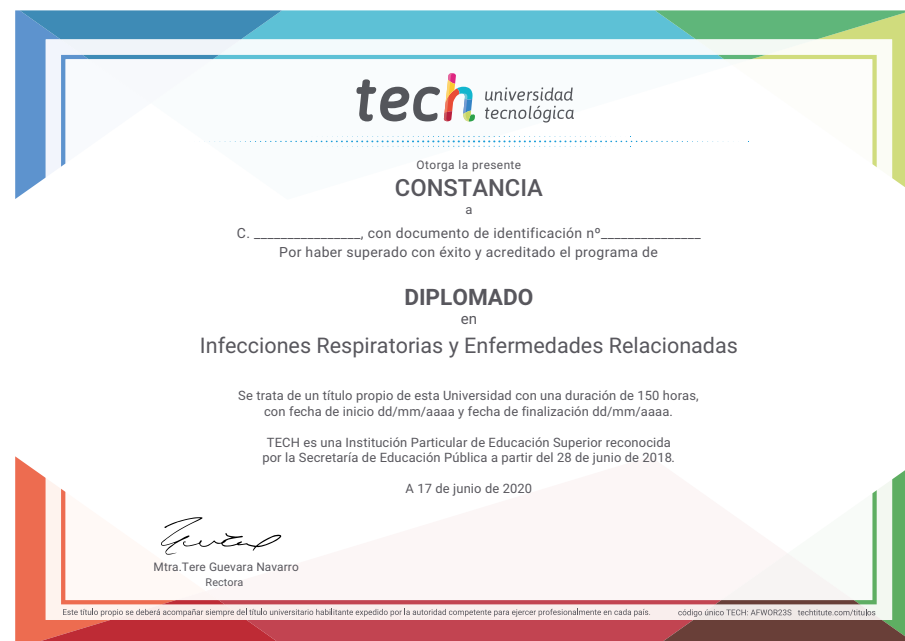 tech universidad
tecnológica
Otorga la presente
CONSTANCIA
a
C. ________________, con documento de identificación nº_______________
Por haber superado con éxito y acreditado el programa de
DIPLOMADO
en
Infecciones Respiratorias y Enfermedades Relacionadas
Se trata de un título propio de esta Universidad con una duración de 150 horas,
con fecha de inicio dd/mm/aaaa y fecha de finalización dd/mm/aaaa.
TECH es una Institución Particular de Educación Superior reconocida
por la Secretaría de Educación Pública a partir del 28 de junio de 2018.
A 17 de junio de 2020
Mtra.Tere Guevara Navarro
Rectora
Este título propio se deberá acompañar siempre del título universitario habilitante expedido por la autoridad competente para ejercer profesionalmente en cada país. código único TECH: AFWOR23S techtitute.com/titulos